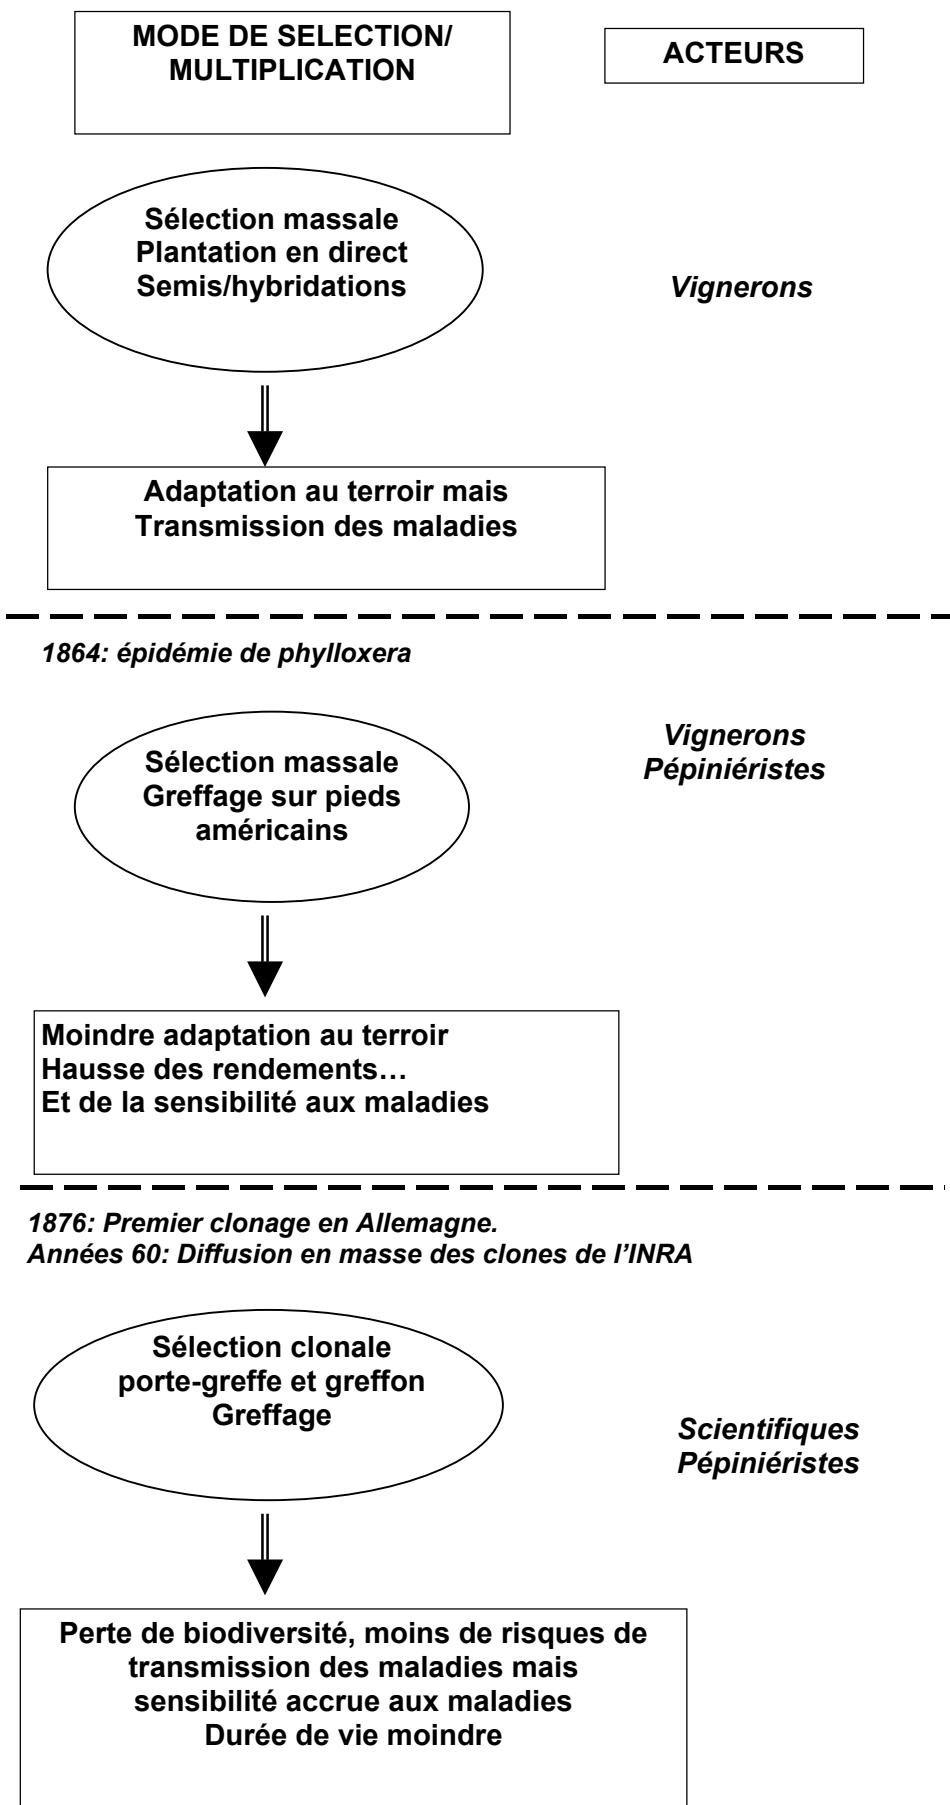 MODE DE SELECTION/
MULTIPLICATION
ACTEURS
Sélection massale
Plantation en direct
Semis/hybridations
Vignerons
Adaptation au terroir mais
Transmission des maladies
1864: épidémie de phylloxera
Vignerons
Pépiniéristes
Sélection massale
Greffage sur pieds
américains
Moindre adaptation au terroir
Hausse des rendements…
Et de la sensibilité aux maladies
1876: Premier clonage en Allemagne.
Années 60: Diffusion en masse des clones de l’INRA
Sélection clonale
porte-greffe et greffon
Greffage
Scientifiques
Pépiniéristes
Perte de biodiversité, moins de risques de
transmission des maladies mais
sensibilité accrue aux maladies
Durée de vie moindre